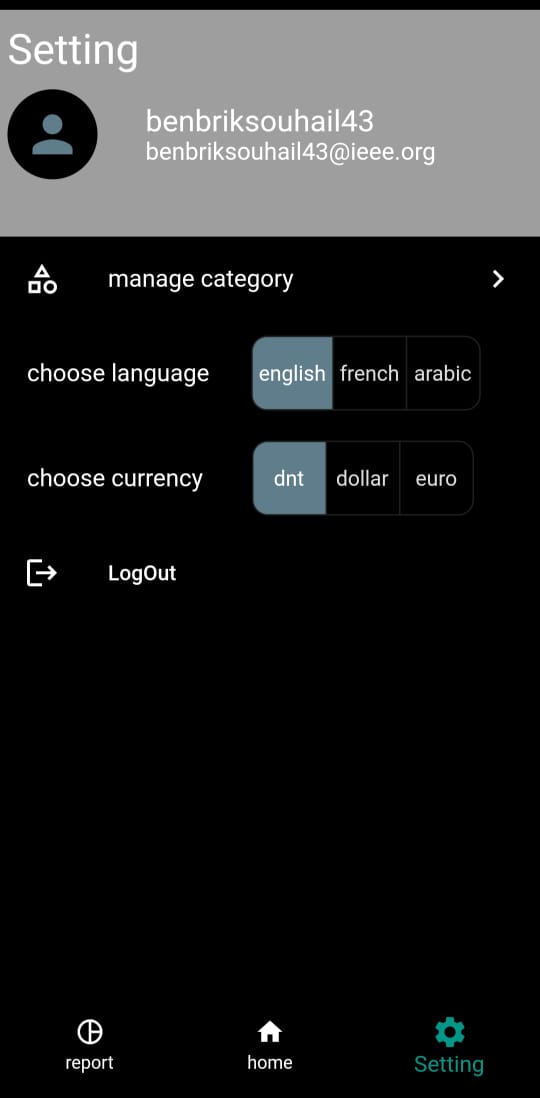 Setting
benbriksouhail43
benbriksouhail43@ieee.org
manage category
choose language english french arabic
choose currency dnt dollar euro
LogOut
report home Setting